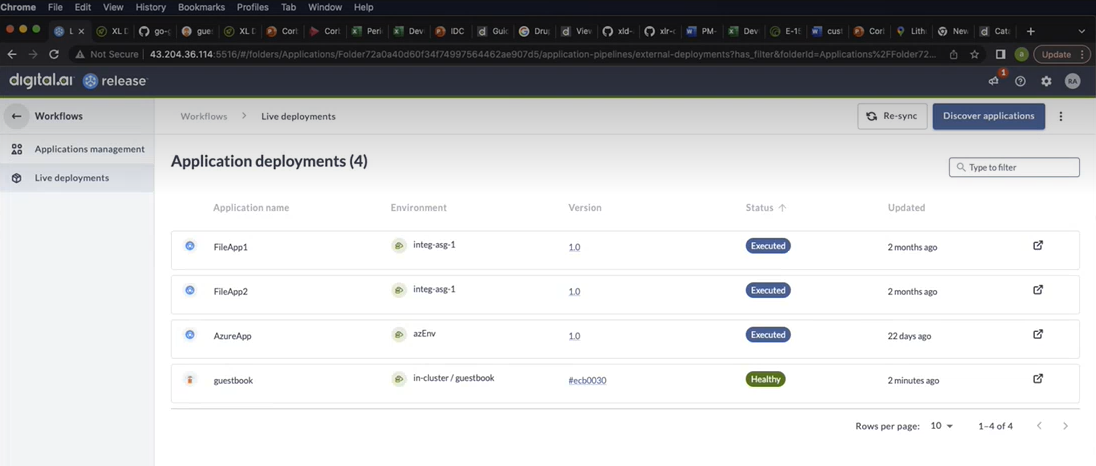 Chrome File Edit View History Bookmarks Profiles Tab Window Help
L XL D go-g gue Cor Cor Peri Dev IDC Guid Drup View xld- xlr-c PM- Dev E-15 cust Cor Lith New Cata
Not Secure 43.204.36.114:5516/#/folders/Applications/Folder72a0a40d60f34f74997564462ae907d5/application-pipelines/external-deployments?has_filter&folderId=Applications%2FFolder72... a Update
digital.ai release 1 RA
Workflows
Workflows > Live deployments Re-sync Discover applications
Applications management
Live deployments
Application deployments (4)
Type to filter
Application name Environment Version Status Updated
FileApp1 integ-asg-1 1.0 Executed 2 months ago
FileApp2 integ-asg-1 1.0 Executed 2 months ago
AzureApp azEnv 1.0 Executed 22 days ago
guestbook in-cluster / guestbook #ecb0030 Healthy 2 minutes ago
Rows per page: 10 1–4 of 4